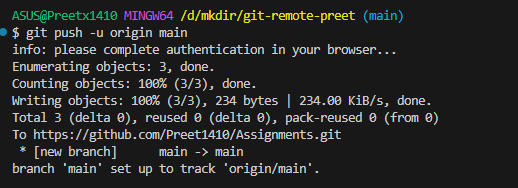 ASUS@Preetx1410 MINGW64 /d/mkdir/git-remote-preet (main)
$ git push -u origin main
info: please complete authentication in your browser...
Enumerating objects: 3, done.
Counting objects: 100% (3/3), done.
Writing objects: 100% (3/3), 234 bytes | 234.00 KiB/s, done.
Total 3 (delta 0), reused 0 (delta 0), pack-reused 0 (from 0)
To https://github.com/Preet1410/Assignments.git
 * [new branch]      main -> main
branch 'main' set up to track 'origin/main'.